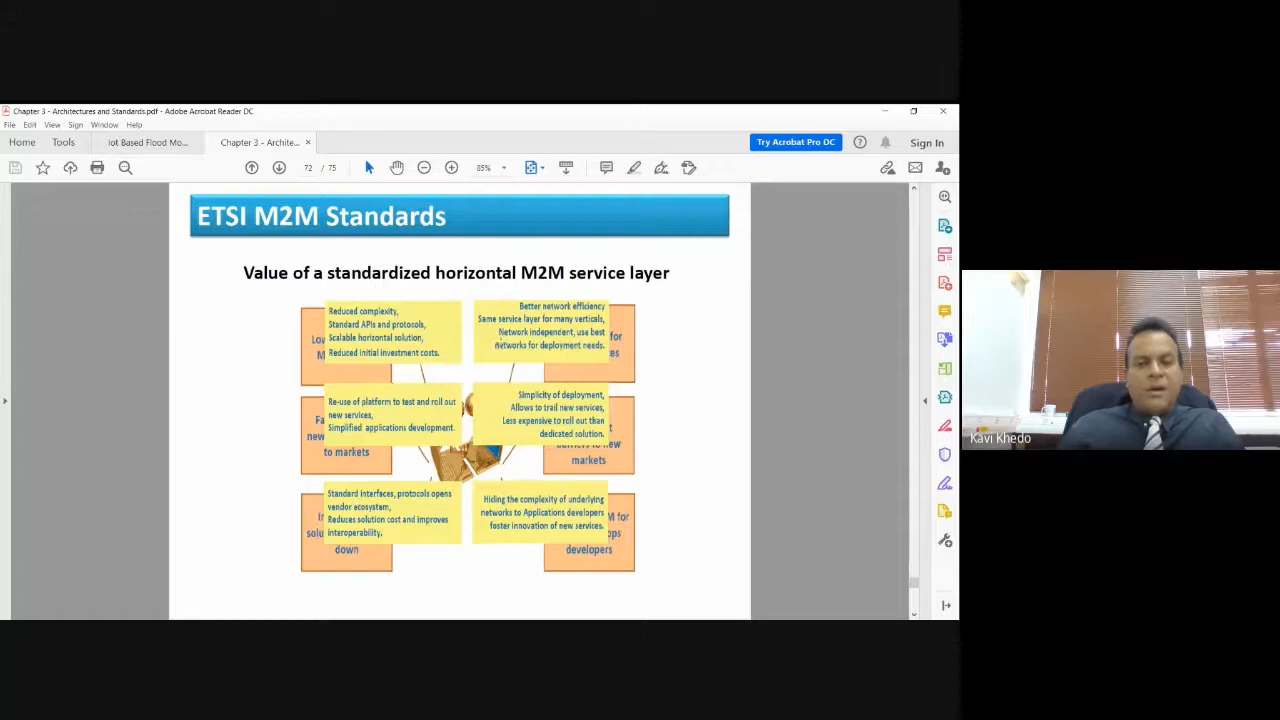 Chapter 3 - Architectures and Standards.pdf - Adobe Acrobat Reader DC
File Edit View Sign Window Help
Home Tools Iot Based Flood Mo... Chapter 3 - Archite... × Try Acrobat Pro DC Sign In
72 / 75 85%
ETSI M2M Standards
Value of a standardized horizontal M2M service layer
Reduced complexity,
Standard APIs and protocols,
Scalable horizontal solution,
Reduced initial investment costs.
Better network efficiency
Same service layer for many verticals,
Network independent, use best
networks for deployment needs.
for
Re-use of platform to test and roll out
new services,
Simplified applications development.
to markets
Simplicity of deployment,
Allows to trail new services,
Less expensive to roll out than
dedicated solution.
markets
Standard interfaces, protocols opens
vendor ecosystem,
Reduces solution cost and improves
interoperability.
down
Hiding the complexity of underlying
networks to Applications developers
foster innovation of new services.
M for
developers
Kavi Khedo